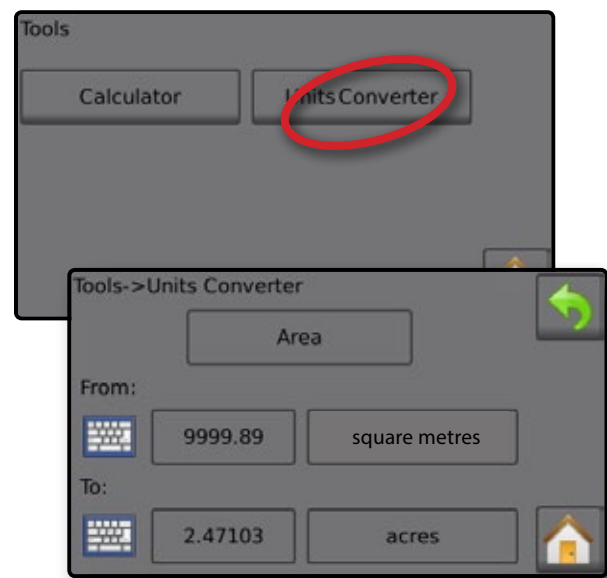 Tools
Calculator Units Converter
Tools->Units Converter
Area
From:
9999.89 square metres
To:
2.47103 acres